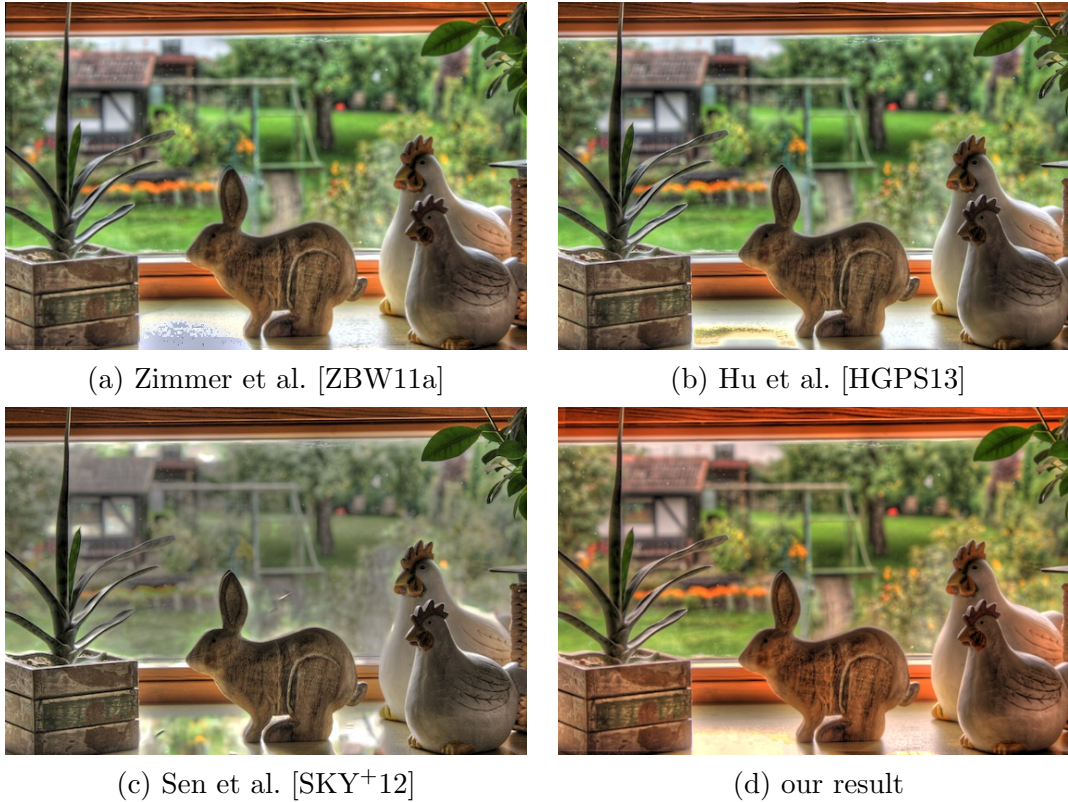 (a) Zimmer et al. [ZBW11a]
(b) Hu et al. [HGPS13]
(c) Sen et al. [SKY⁺12]
(d) our result